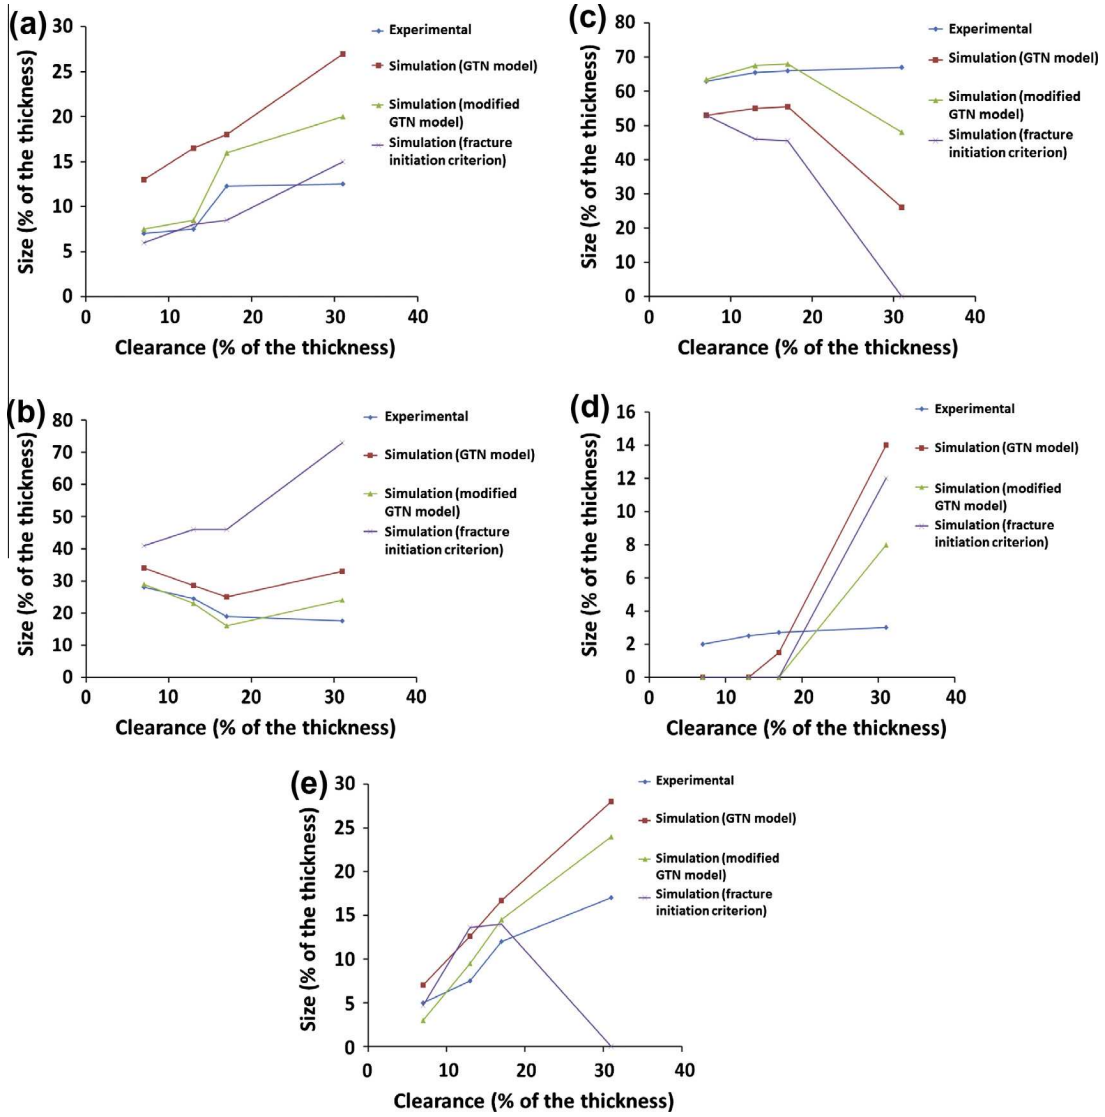 (a)
30
25
20
15
10
5
0
0 10 20 30 40
Size (% of the thickness)
Clearance (% of the thickness)
Experimental
Simulation (GTN model)
Simulation (modified
GTN model)
Simulation (fracture
initiation criterion)
(c)
80
70
60
50
40
30
20
10
0
0 10 20 30 40
Size (% of the thickness)
Clearance (% of the thickness)
Experimental
Simulation (GTN model)
Simulation (modified
GTN model)
Simulation (fracture
initiation criterion)
(b)
80
70
60
50
40
30
20
10
0
0 10 20 30 40
Size (% of the thickness)
Clearance (% of the thickness)
Experimental
Simulation (GTN model)
Simulation (modified
GTN model)
Simulation (fracture
initiation criterion)
(d)
16
14
12
10
8
6
4
2
0
0 10 20 30 40
Size (% of the thickness)
Clearance (% of the thickness)
Experimental
Simulation (GTN model)
Simulation (modified
GTN model)
Simulation (fracture
initiation criterion)
(e)
30
25
20
15
10
5
0
0 10 20 30 40
Size (% of the thickness)
Clearance (% of the thickness)
Experimental
Simulation (GTN model)
Simulation (modified
GTN model)
Simulation (fracture
initiation criterion)